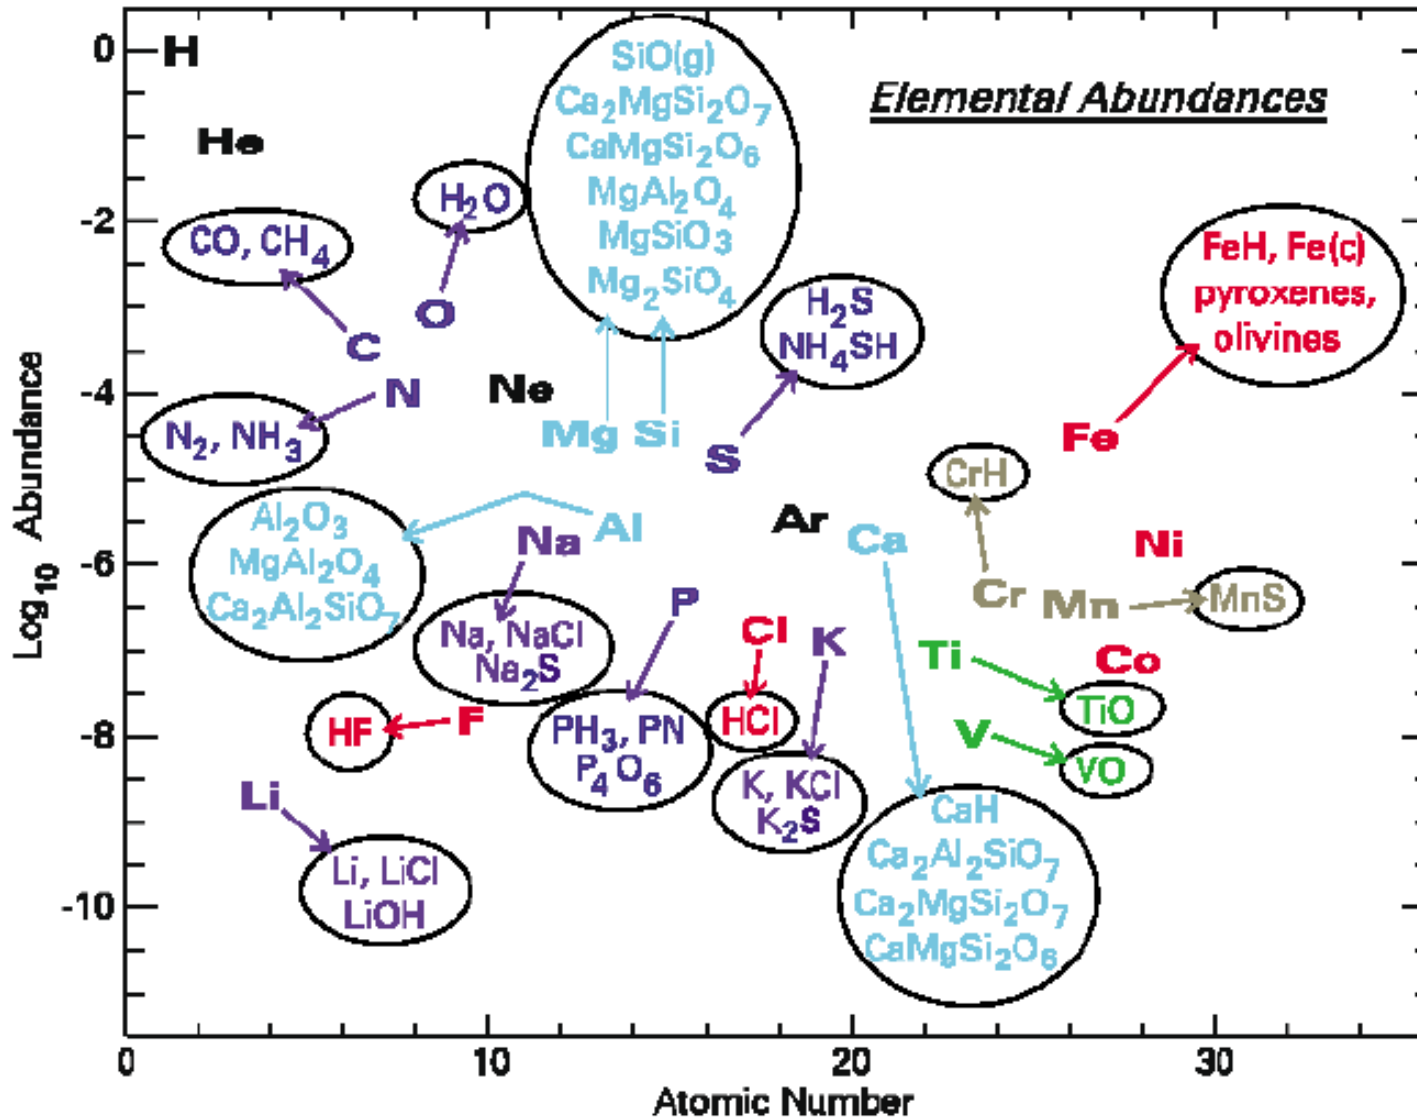 Elemental Abundances
Log₁₀ Abundance
0
-2
-4
-6
-8
-10
H
He
SiO(g)
Ca₂MgSi₂O₇
CaMgSi₂O₆
MgAl₂O₄
MgSiO₃
Mg₂SiO₄
H₂O
CO, CH₄
O
C
H₂S
NH₄SH
FeH, Fe(c)
pyroxenes,
olivines
N
Ne
N₂, NH₃
Mg Si
S
Fe
CrH
Al₂O₃
MgAl₂O₄
Ca₂Al₂SiO₇
Al
Na
Ar
Ca
Ni
Cr
Mn
MnS
P
Na, NaCl
Na₂S
Cl
K
Ti
Co
TiO
HF
F
PH₃, PN
P₄O₆
HCl
V
VO
Li
K, KCl
K₂S
CaH
Ca₂Al₂SiO₇
Ca₂MgSi₂O₇
CaMgSi₂O₆
Li, LiCl
LiOH
0
10
20
30
Atomic Number